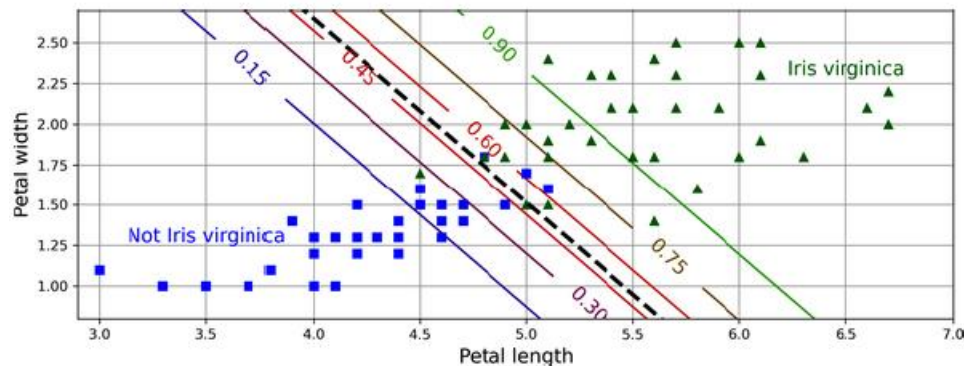 2.50
2.25
2.00
1.75
1.50
1.25
1.00
Petal width
0.15
0.45
0.90
0.60
0.75
0.30
Iris virginica
Not Iris virginica
3.0 3.5 4.0 4.5 5.0 5.5 6.0 6.5 7.0
Petal length